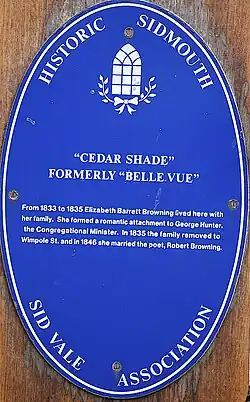 HISTORIC SIDMOUTH
"CEDAR SHADE"
FORMERLY "BELLE VUE"
From 1833 to 1835 Elizabeth Barrett Browning lived here with
her family. She formed a romantic attachment to George Hunter,
the Congregational Minister. In 1835 the family removed to
Wimpole St. and in 1846 she married the poet, Robert Browning.
SID VALE ASSOCIATION